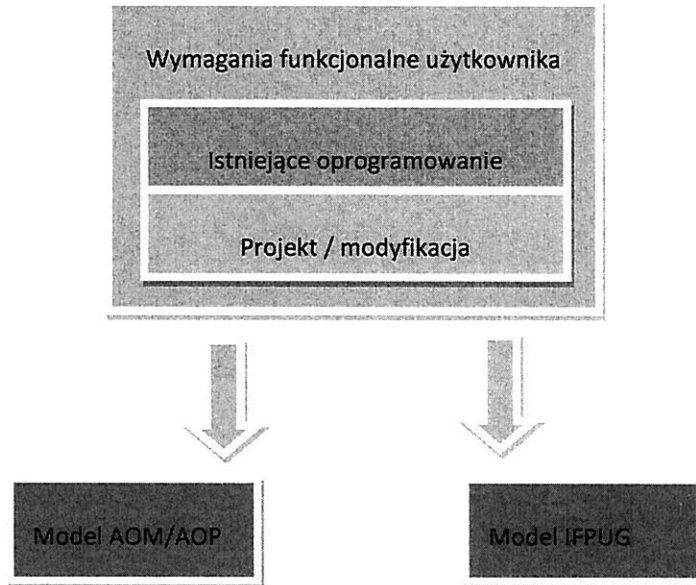 Wymagania funkcjonalne użytkownika
Istniejące oprogramowanie
Projekt / modyfikacja
Model AOM/AOP
Model IFPUG